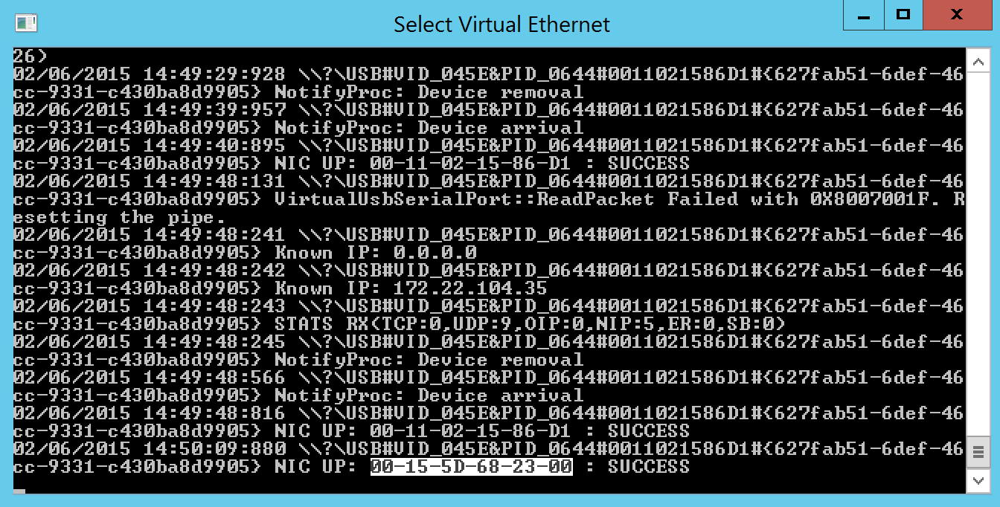 Select Virtual Ethernet
26}
02/06/2015 14:49:29:928 \\?\USB#VID_045E&PID_0644#0011021586D1#{627fab51-6def-46
cc-9331-c430ba8d9905} NotifyProc: Device removal
02/06/2015 14:49:39:957 \\?\USB#VID_045E&PID_0644#0011021586D1#{627fab51-6def-46
cc-9331-c430ba8d9905} NotifyProc: Device arrival
02/06/2015 14:49:40:895 \\?\USB#VID_045E&PID_0644#0011021586D1#{627fab51-6def-46
cc-9331-c430ba8d9905} NIC UP: 00-11-02-15-86-D1 : SUCCESS
02/06/2015 14:49:48:131 \\?\USB#VID_045E&PID_0644#0011021586D1#{627fab51-6def-46
cc-9331-c430ba8d9905} VirtualUsbSerialPort::ReadPacket Failed with 0X8007001F. R
esetting the pipe.
02/06/2015 14:49:48:241 \\?\USB#VID_045E&PID_0644#0011021586D1#{627fab51-6def-46
cc-9331-c430ba8d9905} Known IP: 0.0.0.0
02/06/2015 14:49:48:242 \\?\USB#VID_045E&PID_0644#0011021586D1#{627fab51-6def-46
cc-9331-c430ba8d9905} Known IP: 172.22.104.35
02/06/2015 14:49:48:243 \\?\USB#VID_045E&PID_0644#0011021586D1#{627fab51-6def-46
cc-9331-c430ba8d9905} STATS RX(TCP:0,UDP:9,OIP:0,NIP:5,ER:0,SB:0)
02/06/2015 14:49:48:245 \\?\USB#VID_045E&PID_0644#0011021586D1#{627fab51-6def-46
cc-9331-c430ba8d9905} NotifyProc: Device removal
02/06/2015 14:49:48:566 \\?\USB#VID_045E&PID_0644#0011021586D1#{627fab51-6def-46
cc-9331-c430ba8d9905} NotifyProc: Device arrival
02/06/2015 14:49:48:816 \\?\USB#VID_045E&PID_0644#0011021586D1#{627fab51-6def-46
cc-9331-c430ba8d9905} NIC UP: 00-11-02-15-86-D1 : SUCCESS
02/06/2015 14:50:09:880 \\?\USB#VID_045E&PID_0644#0011021586D1#{627fab51-6def-46
cc-9331-c430ba8d9905} NIC UP: 00-15-5D-68-23-00 : SUCCESS